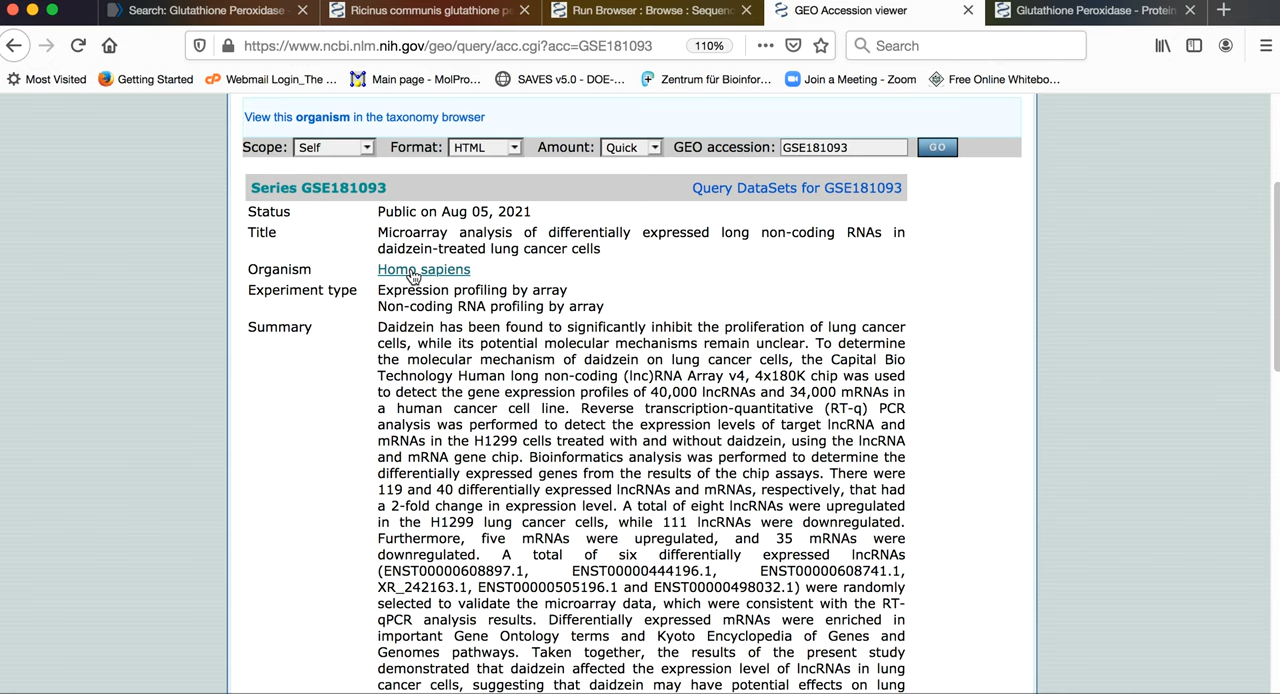 Search: Glutathione Peroxidase
Ricinus communis glutathione p
Run Browser : Browse : Sequenc
GEO Accession viewer
Glutathione Peroxidase - Protein
https://www.ncbi.nlm.nih.gov/geo/query/acc.cgi?acc=GSE181093
110%
Search
Most Visited
Getting Started
Webmail Login_The ...
Main page - MolPro...
SAVES v5.0 - DOE-...
Zentrum für Bioinfor...
Join a Meeting - Zoom
Free Online Whitebo...
View this organism in the taxonomy browser
Scope: Self Format: HTML Amount: Quick GEO accession: GSE181093 GO
Series GSE181093 Query DataSets for GSE181093
Status Public on Aug 05, 2021
Title Microarray analysis of differentially expressed long non-coding RNAs in
daidzein-treated lung cancer cells
Organism Homo sapiens
Experiment type Expression profiling by array
Non-coding RNA profiling by array
Summary Daidzein has been found to significantly inhibit the proliferation of lung cancer
cells, while its potential molecular mechanisms remain unclear. To determine
the molecular mechanism of daidzein on lung cancer cells, the Capital Bio
Technology Human long non-coding (lnc)RNA Array v4, 4x180K chip was used
to detect the gene expression profiles of 40,000 lncRNAs and 34,000 mRNAs in
a human cancer cell line. Reverse transcription-quantitative (RT-q) PCR
analysis was performed to detect the expression levels of target lncRNA and
mRNAs in the H1299 cells treated with and without daidzein, using the lncRNA
and mRNA gene chip. Bioinformatics analysis was performed to determine the
differentially expressed genes from the results of the chip assays. There were
119 and 40 differentially expressed lncRNAs and mRNAs, respectively, that had
a 2-fold change in expression level. A total of eight lncRNAs were upregulated
in the H1299 lung cancer cells, while 111 lncRNAs were downregulated.
Furthermore, five mRNAs were upregulated, and 35 mRNAs were
downregulated. A total of six differentially expressed lncRNAs
(ENST00000608897.1, ENST00000444196.1, ENST00000608741.1,
XR_242163.1, ENST00000505196.1 and ENST00000498032.1) were randomly
selected to validate the microarray data, which were consistent with the RT-
qPCR analysis results. Differentially expressed mRNAs were enriched in
important Gene Ontology terms and Kyoto Encyclopedia of Genes and
Genomes pathways. Taken together, the results of the present study
demonstrated that daidzein affected the expression level of lncRNAs in lung
cancer cells, suggesting that daidzein may have potential effects on lung